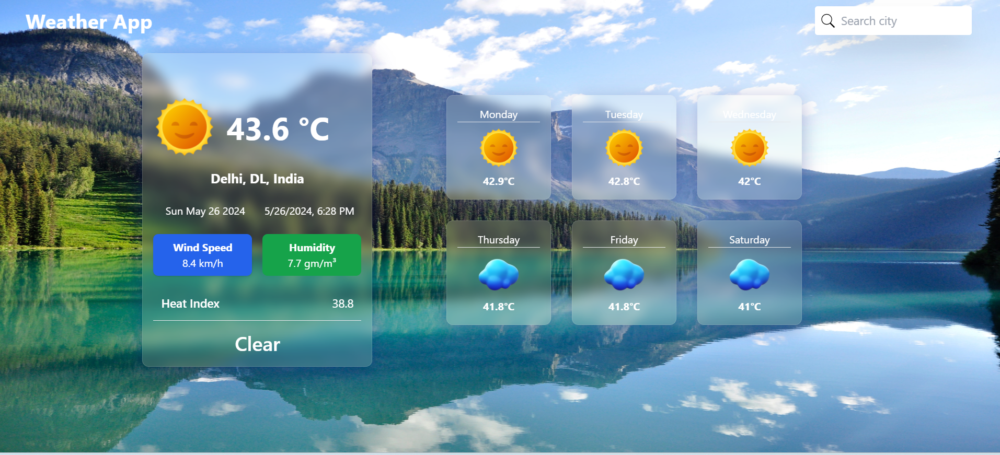 Weather App
Search city
43.6 °C
Delhi, DL, India
Sun May 26 2024 5/26/2024, 6:28 PM
Wind Speed
8.4 km/h
Humidity
7.7 gm/m³
Heat Index 38.8
Clear
Monday
42.9°C
Tuesday
42.8°C
Wednesday
42°C
Thursday
41.8°C
Friday
41.8°C
Saturday
41°C